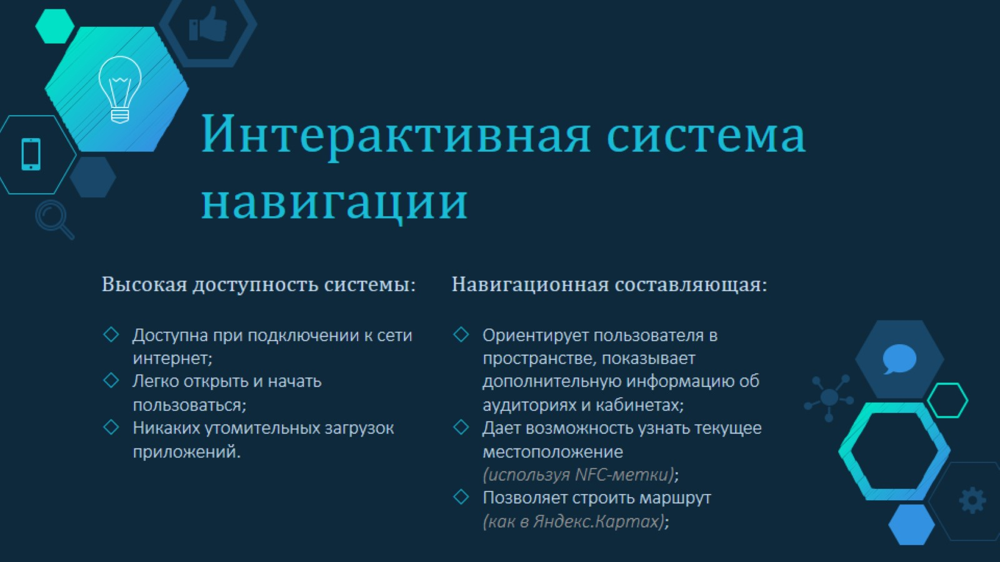 Интерактивная система
навигации
Высокая доступность системы:
Доступна при подключении к сети
интернет;
Легко открыть и начать
пользоваться;
Никаких утомительных загрузок
приложений.
Навигационная составляющая:
Ориентирует пользователя в
пространстве, показывает
дополнительную информацию об
аудиториях и кабинетах;
Дает возможность узнать текущее
местоположение
(используя NFC-метки);
Позволяет строить маршрут
(как в Яндекс.Картах);